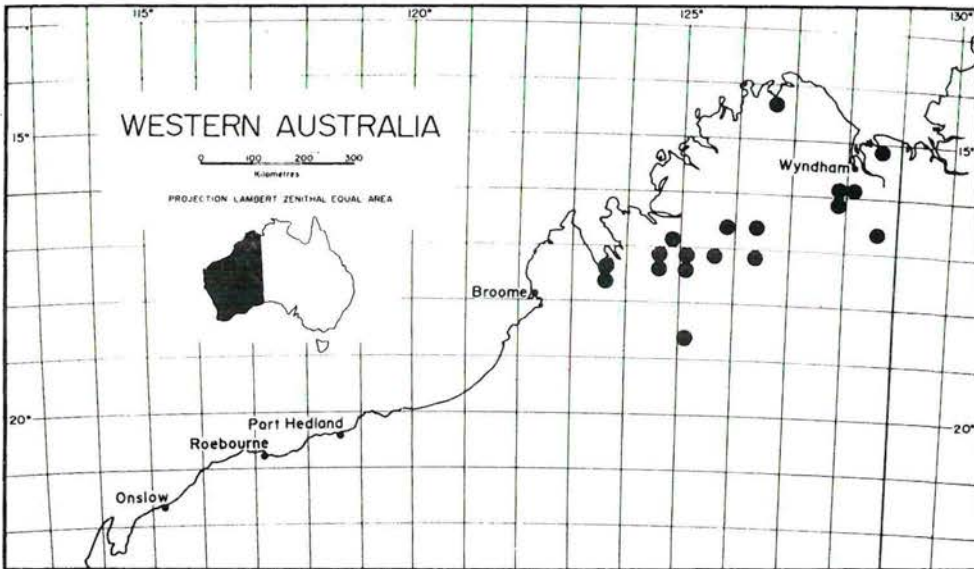 115°
120°
125°
130°
WESTERN AUSTRALIA
15°
15°
0 100 200 300
Kilometres
PROJECTION LAMBERT ZENITHAL EQUAL AREA
Wyndham
Broome
20°
20°
Port Hedland
Roebourne
Onslow